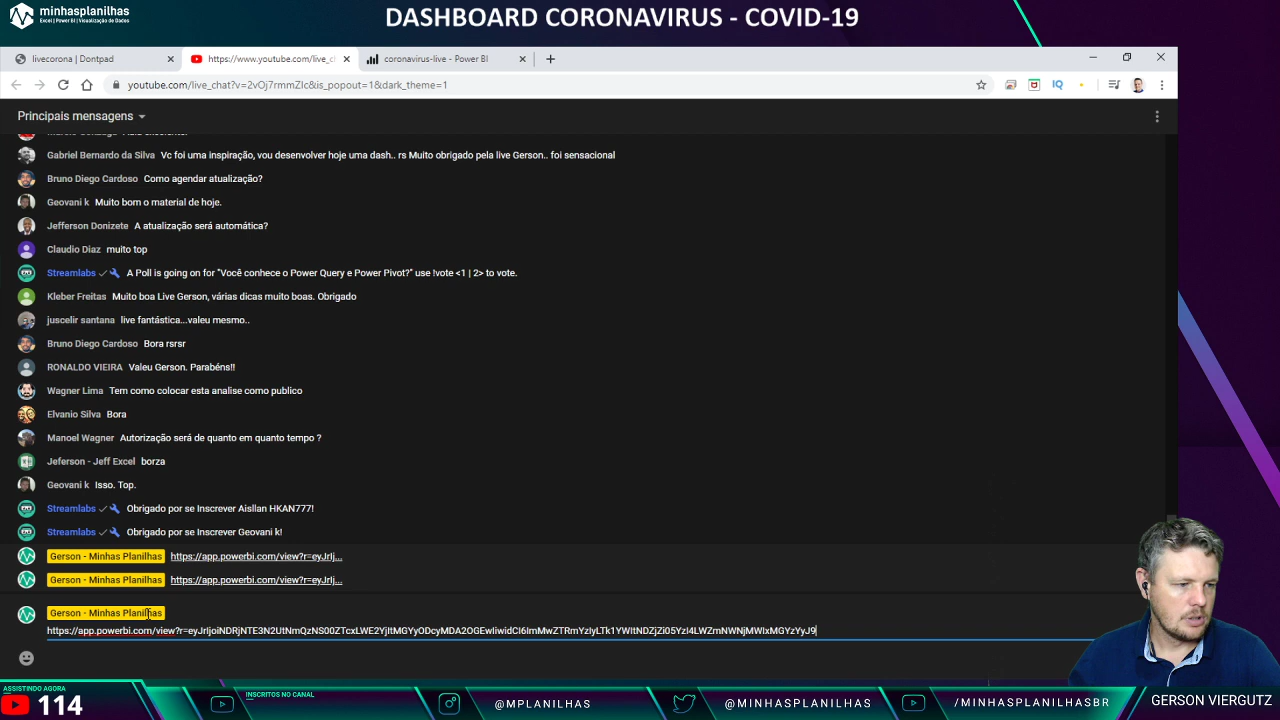 minhasplanilhas
Excel | Power BI | Visualização de Dados
DASHBOARD CORONAVIRUS - COVID-19
livecorona | Dontpad
https://www.youtube.com/live_c
coronavirus-live - Power BI
youtube.com/live_chat?v=2vOj7rmmZIc&is_popout=1&dark_theme=1
Principais mensagens
Gabriel Bernardo da Silva Vc foi uma inspiração, vou desenvolver hoje uma dash.. rs Muito obrigado pela live Gerson.. foi sensacional
Bruno Diego Cardoso Como agendar atualização?
Geovani k Muito bom o material de hoje.
Jefferson Donizete A atualização será automática?
Claudio Diaz muito top
Streamlabs A Poll is going on for "Você conhece o Power Query e Power Pivot?" use !vote <1 | 2> to vote.
Kleber Freitas Muito boa Live Gerson, várias dicas muito boas. Obrigado
juscelir santana live fantástica...valeu mesmo..
Bruno Diego Cardoso Bora rsrsr
RONALDO VIEIRA Valeu Gerson. Parabéns!!
Wagner Lima Tem como colocar esta analise como publico
Elvanio Silva Bora
Manoel Wagner Autorização será de quanto em quanto tempo ?
Jeferson - Jeff Excel borza
Geovani k Isso. Top.
Streamlabs Obrigado por se Inscrever Aisllan HKAN777!
Streamlabs Obrigado por se Inscrever Geovani k!
Gerson - Minhas Planilhas https://app.powerbi.com/view?r=eyJrIj...
Gerson - Minhas Planilhas https://app.powerbi.com/view?r=eyJrIj...
Gerson - Minhas Planilhas
ASSISTINDO AGORA
114
INSCRITOS NO CANAL
@MPLANILHAS
@MINHASPLANILHAS
/MINHASPLANILHASBR
GERSON VIERGUTZ